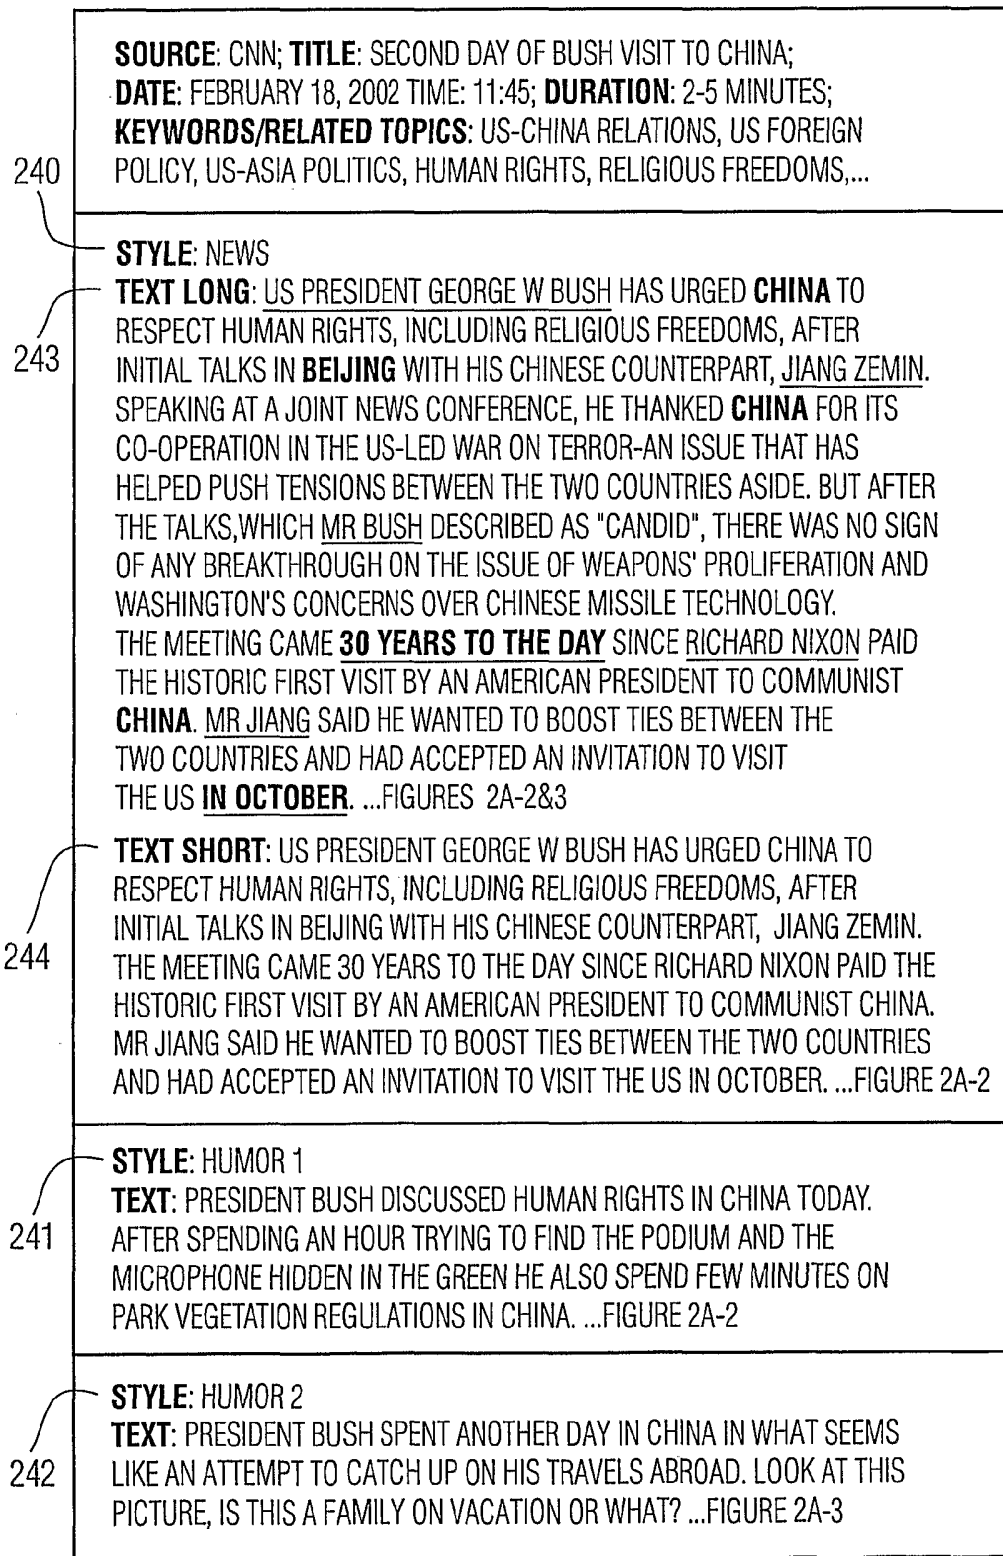 SOURCE: CNN; TITLE: SECOND DAY OF BUSH VISIT TO CHINA;
DATE: FEBRUARY 18, 2002 TIME: 11:45; DURATION: 2-5 MINUTES;
KEYWORDS/RELATED TOPICS: US-CHINA RELATIONS, US FOREIGN
240
POLICY, US-ASIA POLITICS, HUMAN RIGHTS, RELIGIOUS FREEDOMS,...
STYLE: NEWS
TEXT LONG: US PRESIDENT GEORGE W BUSH HAS URGED CHINA TO
243
RESPECT HUMAN RIGHTS, INCLUDING RELIGIOUS FREEDOMS, AFTER
INITIAL TALKS IN BEIJING WITH HIS CHINESE COUNTERPART, JIANG ZEMIN.
SPEAKING AT A JOINT NEWS CONFERENCE, HE THANKED CHINA FOR ITS
CO-OPERATION IN THE US-LED WAR ON TERROR-AN ISSUE THAT HAS
HELPED PUSH TENSIONS BETWEEN THE TWO COUNTRIES ASIDE. BUT AFTER
THE TALKS,WHICH MR BUSH DESCRIBED AS "CANDID", THERE WAS NO SIGN
OF ANY BREAKTHROUGH ON THE ISSUE OF WEAPONS' PROLIFERATION AND
WASHINGTON'S CONCERNS OVER CHINESE MISSILE TECHNOLOGY.
THE MEETING CAME 30 YEARS TO THE DAY SINCE RICHARD NIXON PAID
THE HISTORIC FIRST VISIT BY AN AMERICAN PRESIDENT TO COMMUNIST
CHINA. MR JIANG SAID HE WANTED TO BOOST TIES BETWEEN THE
TWO COUNTRIES AND HAD ACCEPTED AN INVITATION TO VISIT
THE US IN OCTOBER. ...FIGURES 2A-2&3
TEXT SHORT: US PRESIDENT GEORGE W BUSH HAS URGED CHINA TO
RESPECT HUMAN RIGHTS, INCLUDING RELIGIOUS FREEDOMS, AFTER
INITIAL TALKS IN BEIJING WITH HIS CHINESE COUNTERPART, JIANG ZEMIN.
244
THE MEETING CAME 30 YEARS TO THE DAY SINCE RICHARD NIXON PAID THE
HISTORIC FIRST VISIT BY AN AMERICAN PRESIDENT TO COMMUNIST CHINA.
MR JIANG SAID HE WANTED TO BOOST TIES BETWEEN THE TWO COUNTRIES
AND HAD ACCEPTED AN INVITATION TO VISIT THE US IN OCTOBER. ...FIGURE 2A-2
STYLE: HUMOR 1
TEXT: PRESIDENT BUSH DISCUSSED HUMAN RIGHTS IN CHINA TODAY.
241
AFTER SPENDING AN HOUR TRYING TO FIND THE PODIUM AND THE
MICROPHONE HIDDEN IN THE GREEN HE ALSO SPEND FEW MINUTES ON
PARK VEGETATION REGULATIONS IN CHINA. ...FIGURE 2A-2
STYLE: HUMOR 2
TEXT: PRESIDENT BUSH SPENT ANOTHER DAY IN CHINA IN WHAT SEEMS
242
LIKE AN ATTEMPT TO CATCH UP ON HIS TRAVELS ABROAD. LOOK AT THIS
PICTURE, IS THIS A FAMILY ON VACATION OR WHAT? ...FIGURE 2A-3